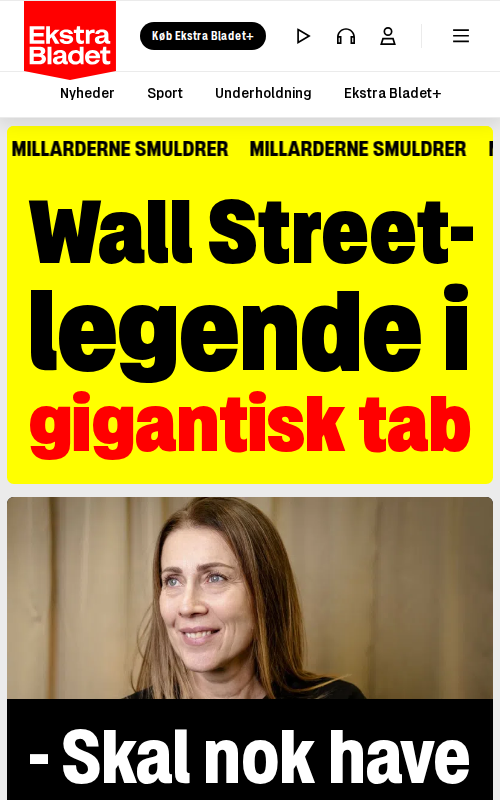 Ekstra
Bladet
Køb Ekstra Bladet+
Nyheder Sport Underholdning Ekstra Bladet+
MILLARDERNE SMULDRER MILLARDERNE SMULDRER
Wall Street-
legende i
gigantisk tab
- Skal nok have